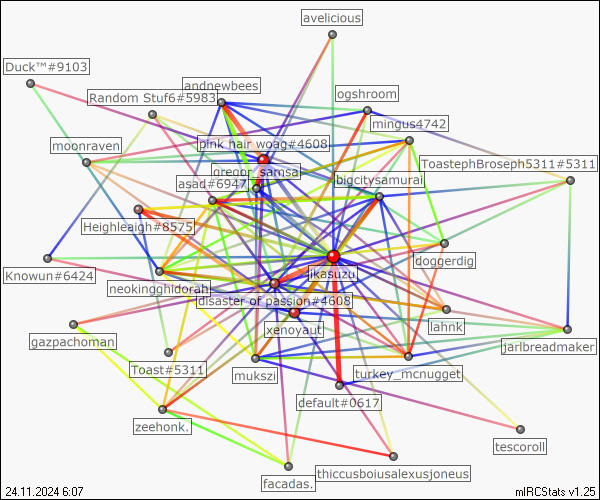 avelicious
Duck™#9103
andnewbees
ogshroom
Random Stuf6#5983
mingus4742
moonraven
pink hair woag#4608
ToastephBroseph5311#5311
gregor_samsa
bigcitysamurai
asad#6947
Heighleaigh#8575
doggerdig
Knowun#6424
jkasuzu
neokingghidorah
disaster of passion#4608
lahnk
xenoyaut
gazpachoman
jarlbreadmaker
Toast#5311
mukszi
turkey_mcnugget
default#0617
zeehonk.
tescoroll
thiccusboiusalexusjoneus
facadas.
24.11.2024 6:07
mIRCStats v1.25